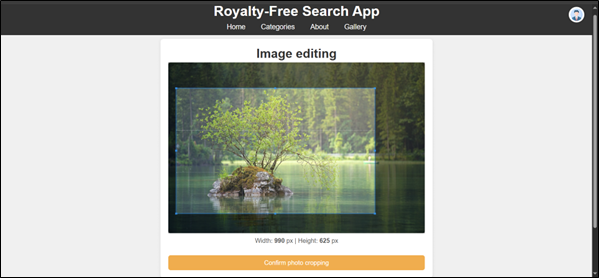 Royalty-Free Search App
Home Categories About Gallery
Image editing
Width: 990 px | Height: 625 px
Confirm photo cropping